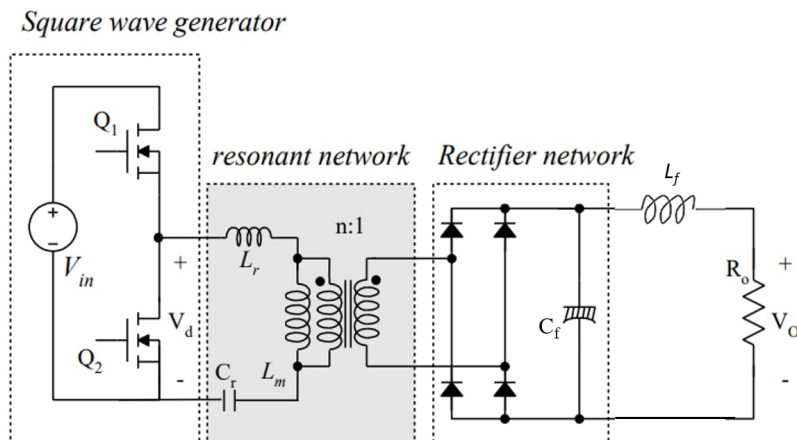 Square wave generator
resonant network
Rectifier network
Q1
Lf
n:1
+
-
Vin
+
Lr
Vd
-
Q2
Cr
Lm
Cf
Ro
+
Vo
-